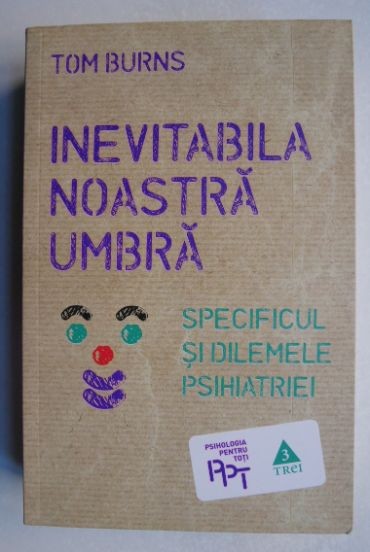 TOM BURNS
INEVITABILA
NOASTRĂ
UMBRĂ
SPECIFICUL
ȘI DILEMELE
PSIHIATRIEI
PSIHOLOGIA
PENTRU
TOȚI
PPT
3
TREI